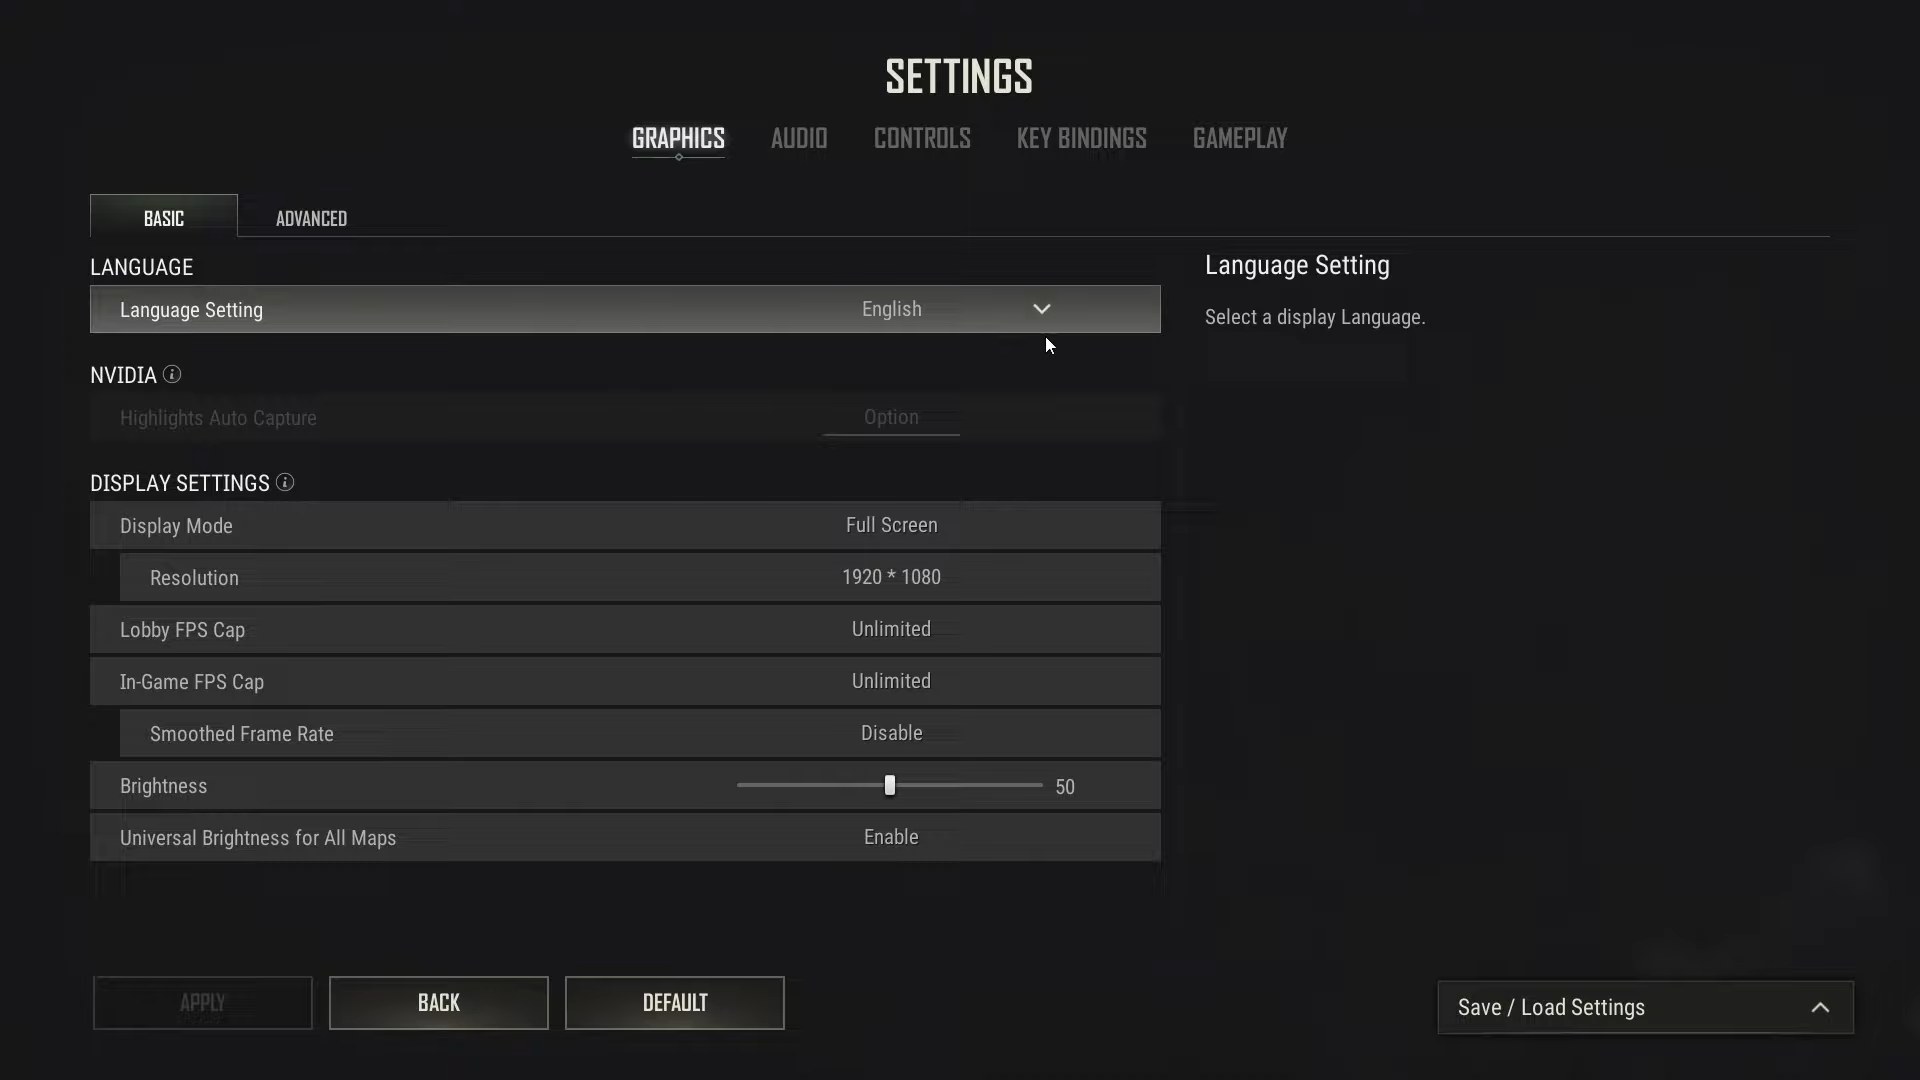 SETTINGS
GRAPHICS AUDIO CONTROLS KEY BINDINGS GAMEPLAY
BASIC ADVANCED
LANGUAGE
Language Setting English
Language Setting
Select a display Language.
NVIDIA
Highlights Auto Capture Option
DISPLAY SETTINGS
Display Mode Full Screen
Resolution 1920 * 1080
Lobby FPS Cap Unlimited
In-Game FPS Cap Unlimited
Smoothed Frame Rate Disable
Brightness 50
Universal Brightness for All Maps Enable
APPLY BACK DEFAULT
Save / Load Settings